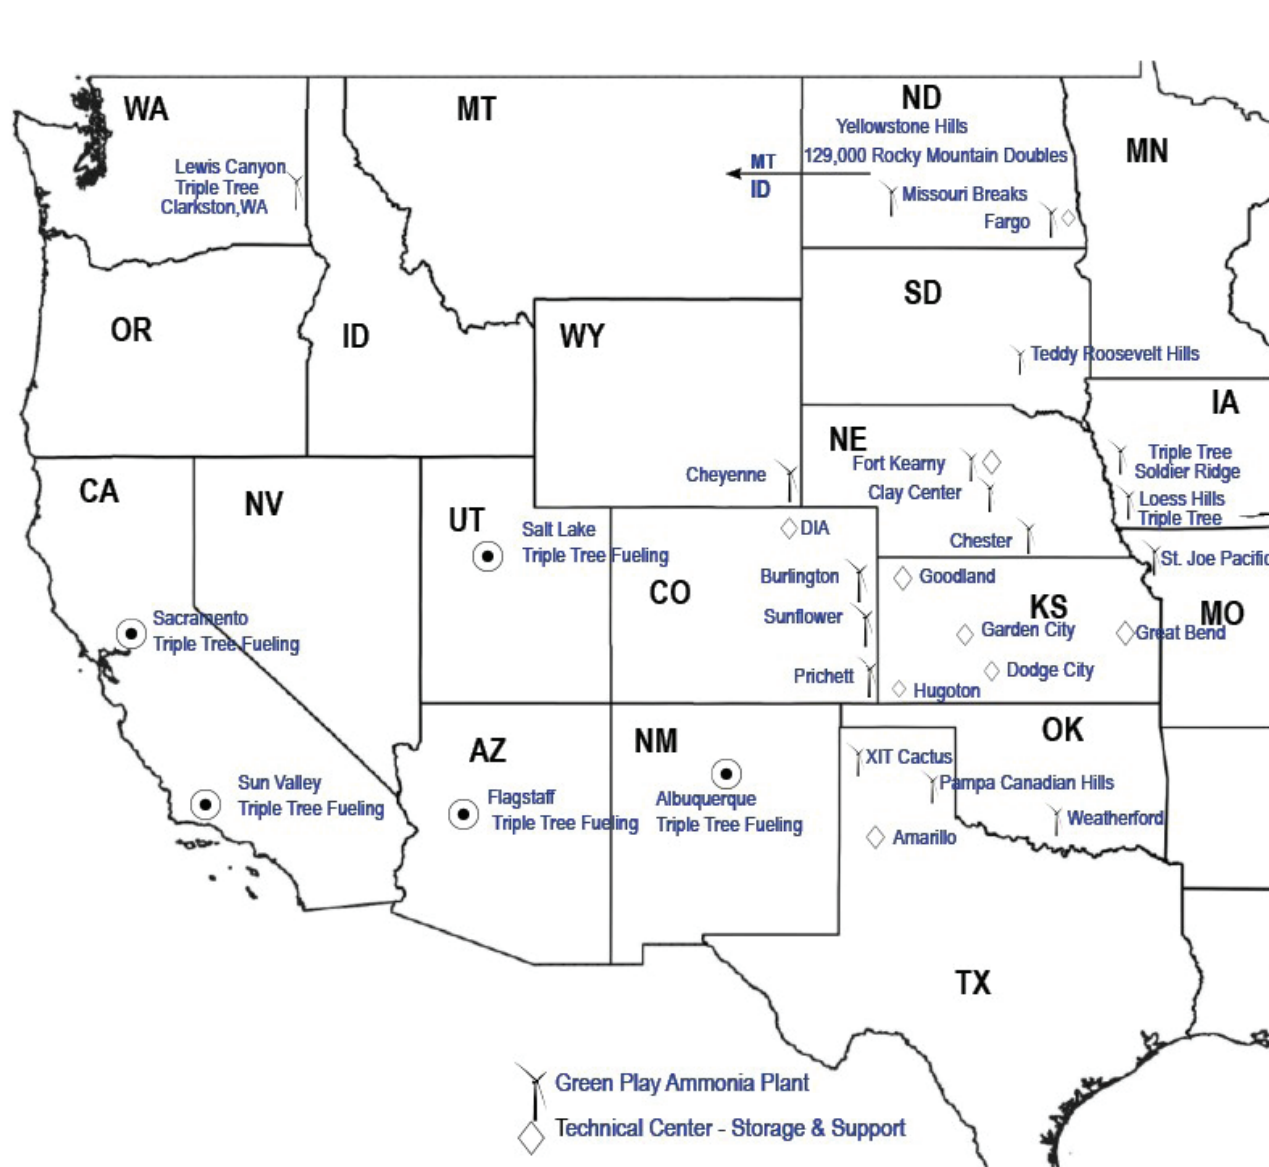 WA
MT
ND
MN
Yellowstone Hills
129,000 Rocky Mountain Doubles
MT
ID
Lewis Canyon
Triple Tree
Clarkston,WA
Missouri Breaks
Fargo
SD
OR
ID
WY
Teddy Roosevelt Hills
IA
NE
Triple Tree
Soldier Ridge
Fort Kearny
Cheyenne
Clay Center
Loess Hills
Triple Tree
CA
NV
UT
Salt Lake
Triple Tree Fueling
DIA
Chester
St. Joe Pacific
Burlington
Goodland
CO
KS
MO
Sunflower
Garden City
Great Bend
Sacramento
Triple Tree Fueling
Prichett
Dodge City
Hugoton
AZ
NM
OK
XIT Cactus
Pampa Canadian Hills
Sun Valley
Triple Tree Fueling
Flagstaff
Triple Tree Fueling
Albuquerque
Triple Tree Fueling
Weatherford
Amarillo
TX
Green Play Ammonia Plant
Technical Center - Storage & Support